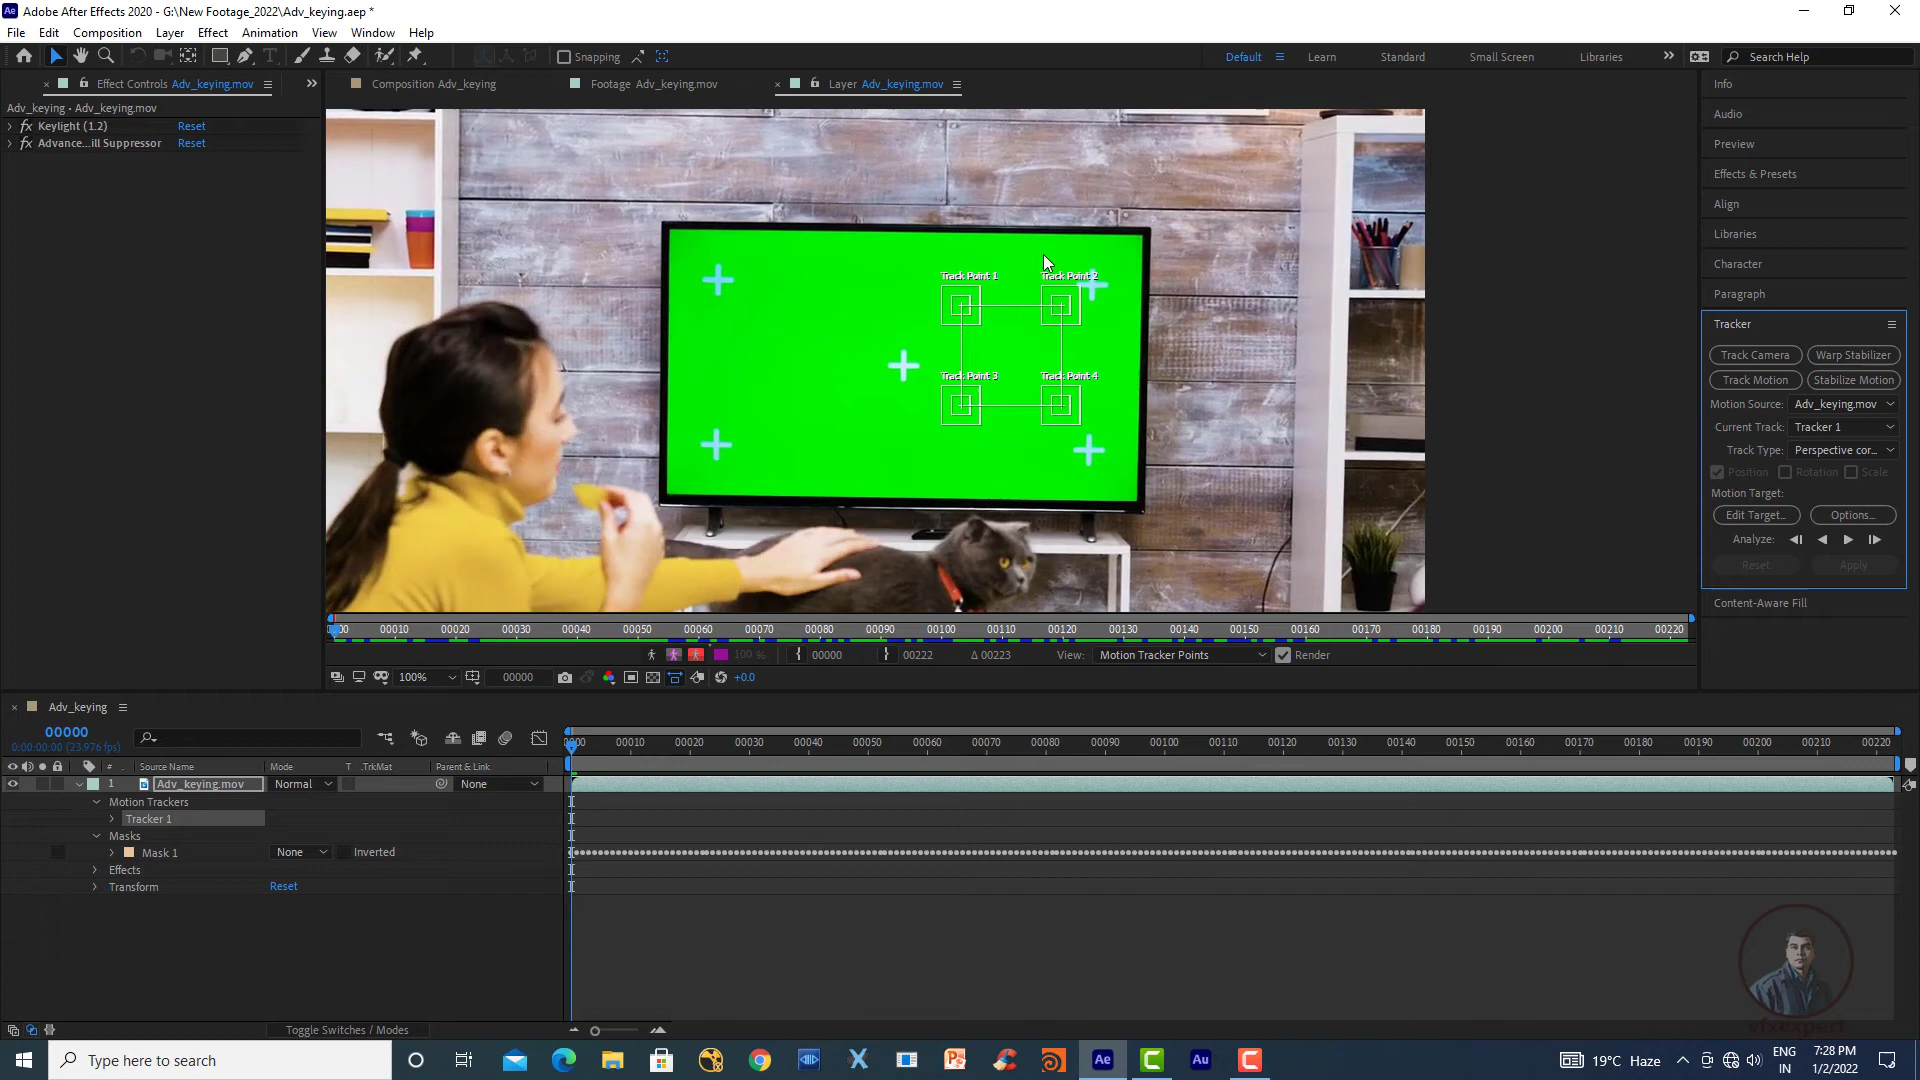 Adobe After Effects 2020 - G:\New Footage_2022\Adv_keying.aep *
File Edit Composition Layer Effect Animation View Window Help
Snapping Default Learn Standard Small Screen Libraries Search Help
Effect Controls Adv_keying.mov
Composition Adv_keying Footage Adv_keying.mov Layer Adv_keying.mov
Adv_keying • Adv_keying.mov
fx Keylight (1.2) Reset
fx Advance...ill Suppressor Reset
Track Point 1 Track Point 2
Track Point 3 Track Point 4
Info
Audio
Preview
Effects & Presets
Align
Libraries
Character
Paragraph
Tracker
Track Camera Warp Stabilizer
Track Motion Stabilize Motion
Motion Source: Adv_keying.mov
Current Track: Tracker 1
Track Type: Perspective cor...
Position Rotation Scale
Motion Target:
Edit Target... Options...
Analyze:
Reset Apply
Content-Aware Fill
00010 00020 00030 00040 00050 00060 00070 00080 00090 00100 00110 00120 00130 00140 00150 00160 00170 00180 00190 00200 00210 00220
100 % 00000 00222 Δ 00223 View: Motion Tracker Points Render
100% 00000 +0.0
Adv_keying
00000
0:00:00:00 (23.976 fps)
00010 00020 00030 00040 00050 00060 00070 00080 00090 00100 00110 00120 00130 00140 00150 00160 00170 00180 00190 00200 00210 00220
# Source Name Mode T .TrkMat Parent & Link
1 Adv_keying.mov Normal None
Motion Trackers
Tracker 1
Masks
Mask 1 None Inverted
Effects
Transform Reset
Toggle Switches / Modes
vfxexpert
Type here to search
Ae Au
19°C Haze ENG IN 7:28 PM 1/2/2022